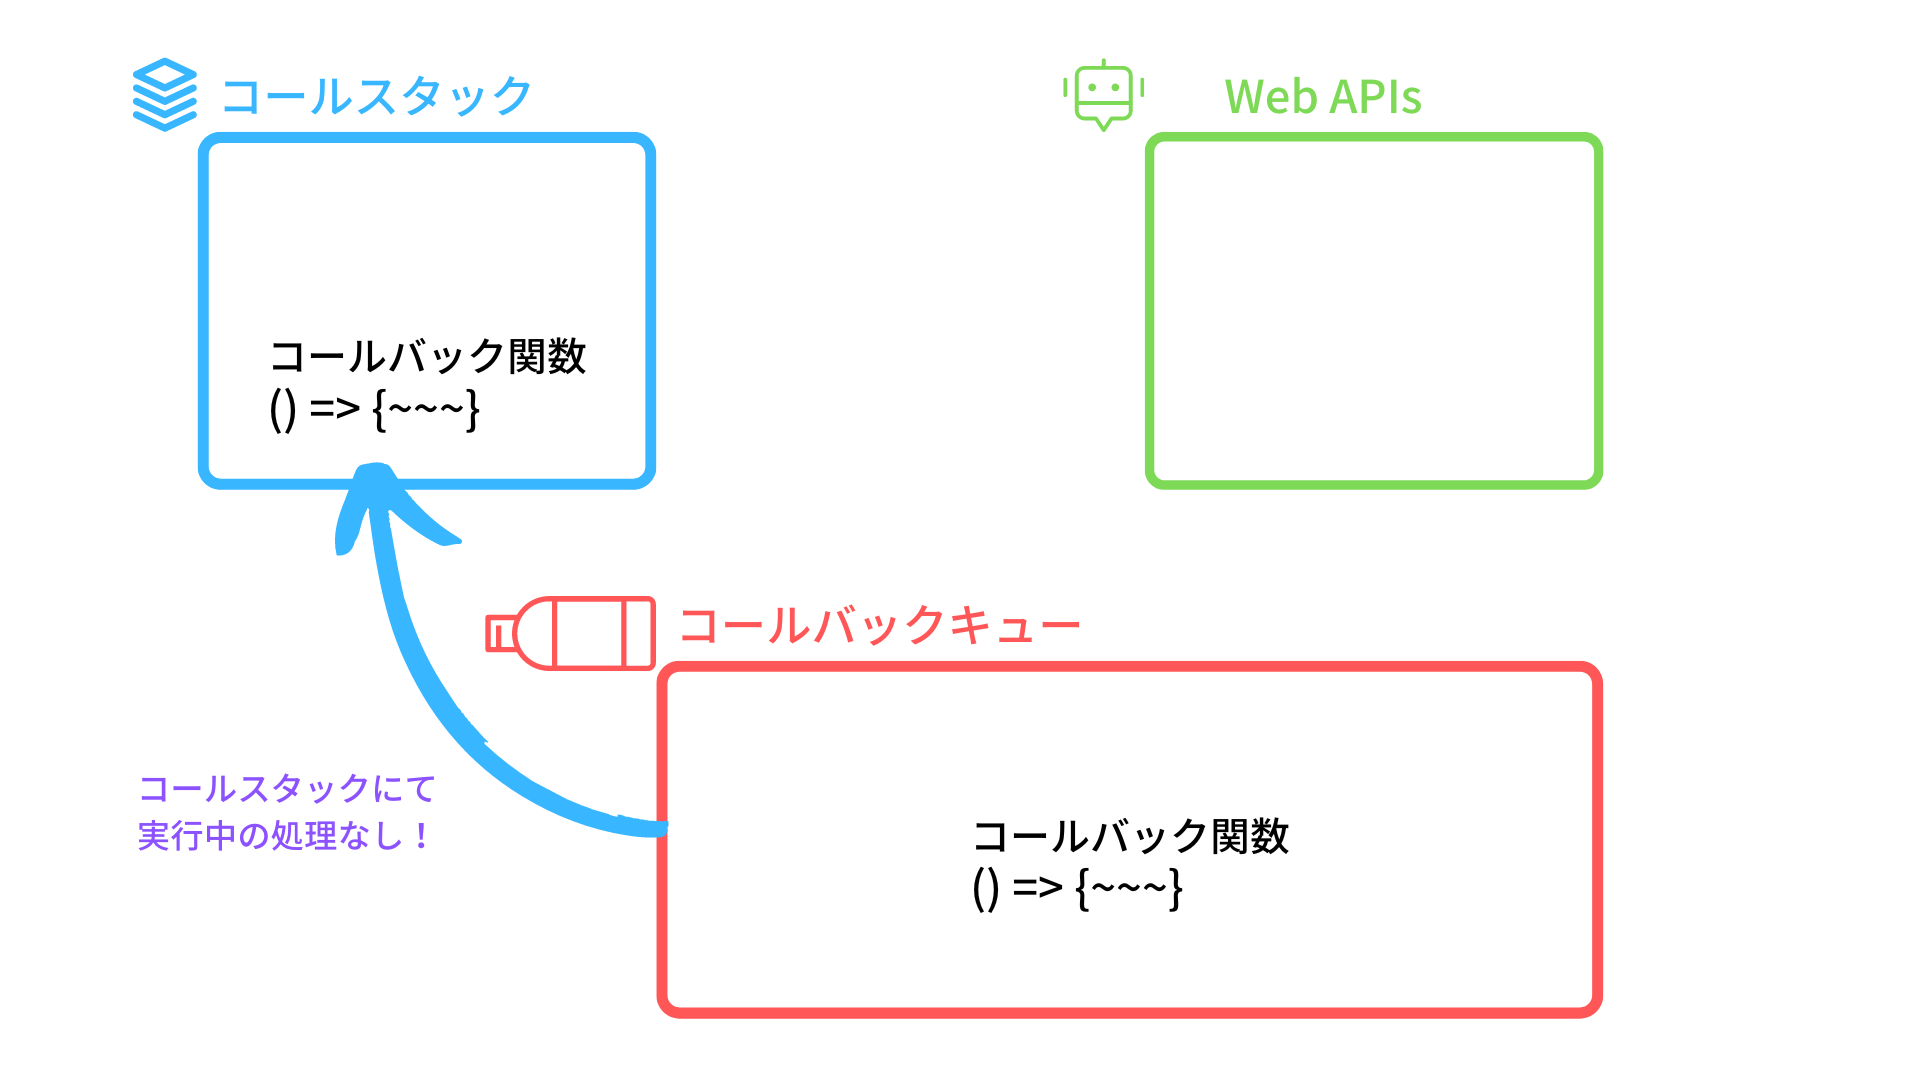 コールスタック
Web APIs
コールバック関数
() => {~~~}
コールバックキュー
コールスタックにて
実行中の処理なし！
コールバック関数
() => {~~~}